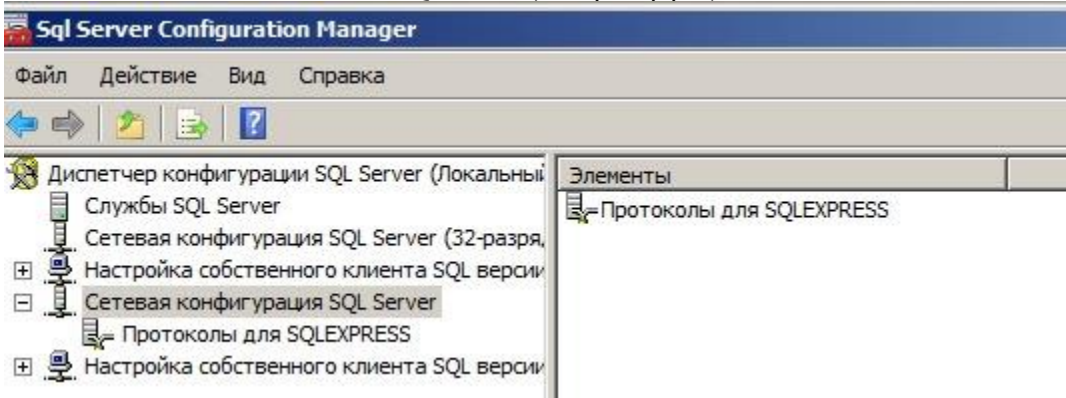 Sql Server Configuration Manager
Файл Действие Вид Справка
Диспетчер конфигурации SQL Server (Локальный
Службы SQL Server
Сетевая конфигурация SQL Server (32-разря
Настройка собственного клиента SQL версии
Сетевая конфигурация SQL Server
Протоколы для SQLEXPRESS
Настройка собственного клиента SQL версии
Элементы
Протоколы для SQLEXPRESS